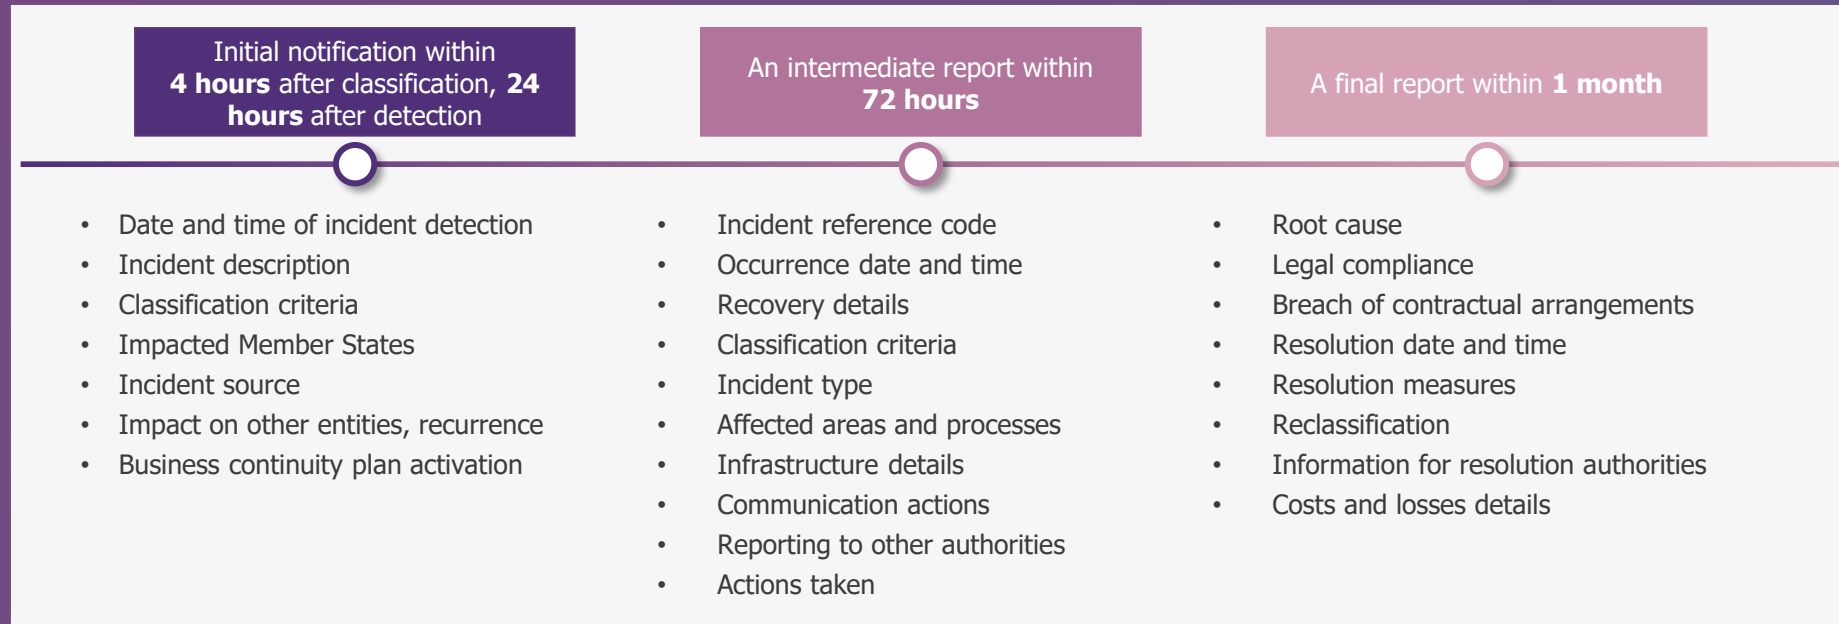 Initial notification within
4 hours after classification, 24
hours after detection
• Date and time of incident detection
• Incident description
• Classification criteria
• Impacted Member States
• Incident source
• Impact on other entities, recurrence
• Business continuity plan activation
An intermediate report within
72 hours
• Incident reference code
• Occurrence date and time
• Recovery details
• Classification criteria
• Incident type
• Affected areas and processes
• Infrastructure details
• Communication actions
• Reporting to other authorities
• Actions taken
A final report within 1 month
• Root cause
• Legal compliance
• Breach of contractual arrangements
• Resolution date and time
• Resolution measures
• Reclassification
• Information for resolution authorities
• Costs and losses details